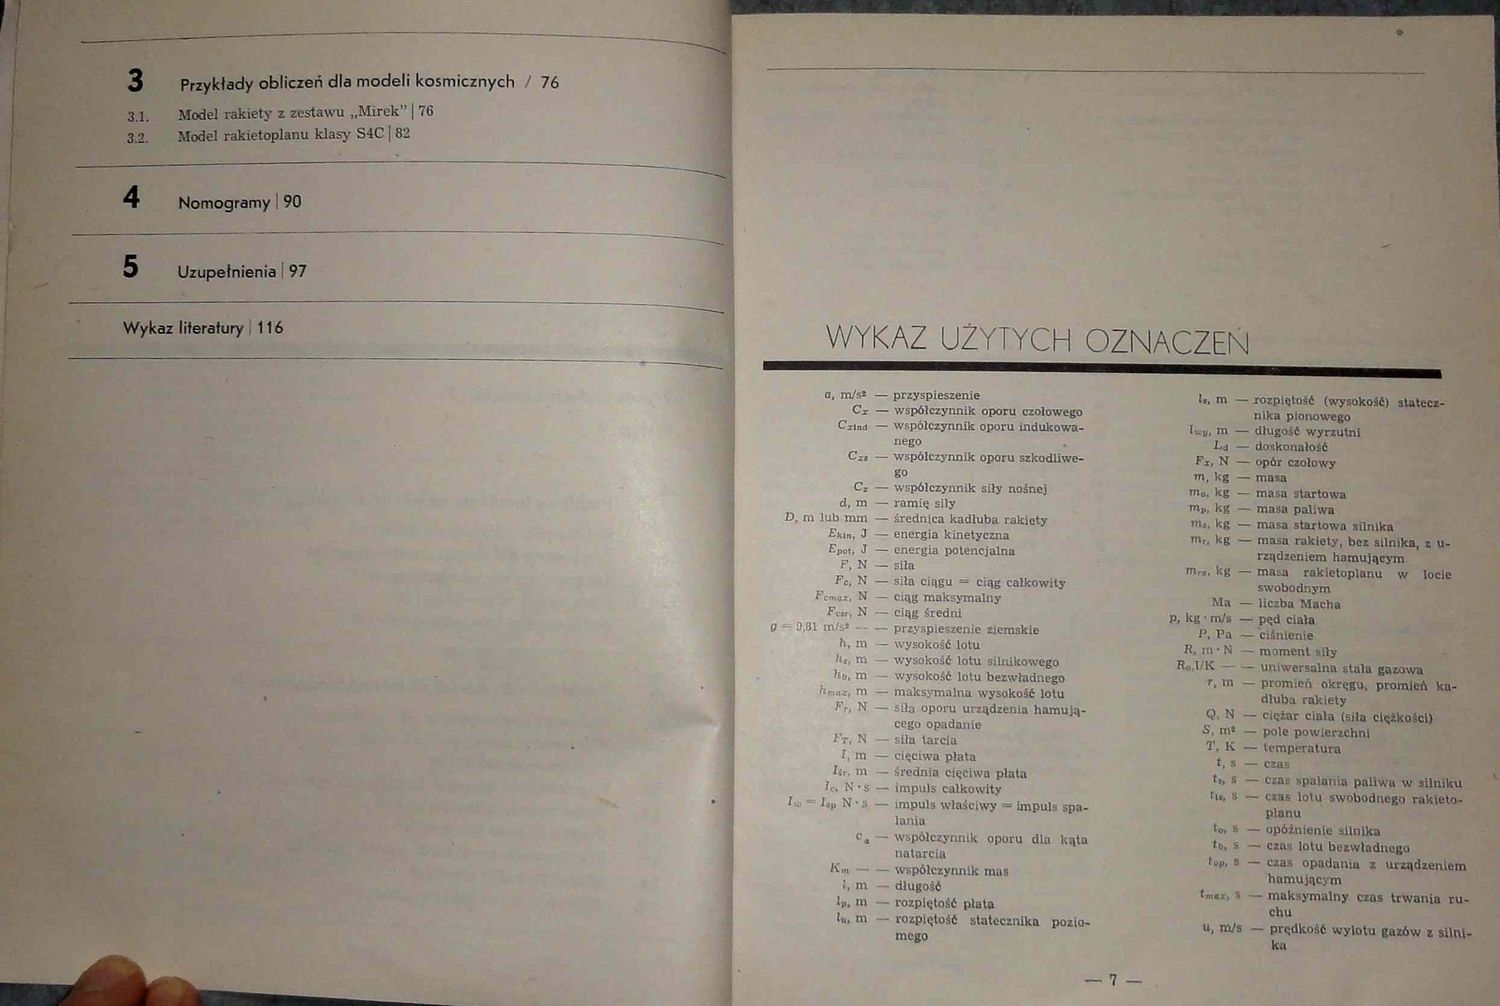 3 Przykłady obliczeń dla modeli kosmicznych / 76
3.1. Model rakiety z zestawu „Mirek” | 76
3.2. Model rakietoplanu klasy S4C | 82
4 Nomogramy | 90
5 Uzupełnienia | 97
Wykaz literatury | 116
WYKAZ UŻYTYCH OZNACZEŃ
a, m/s² — przyspieszenie
Cx — współczynnik oporu czołowego
Cxind — współczynnik oporu indukowa-
nego
Cxs — współczynnik oporu szkodliwe-
go
Cz — współczynnik siły nośnej
d, m — ramię siły
D, m lub mm — średnica kadłuba rakiety
Ekin, J — energia kinetyczna
Epot, J — energia potencjalna
F, N — siła
Fc, N — siła ciągu = ciąg całkowity
Fcmax, N — ciąg maksymalny
Fcśr, N — ciąg średni
g = 9,81 m/s² — — przyspieszenie ziemskie
h, m — wysokość lotu
hs, m — wysokość lotu silnikowego
hb, m — wysokość lotu bezwładnego
hmax, m — maksymalna wysokość lotu
Fr, N — siła oporu urządzenia hamują-
cego opadanie
FT, N — siła tarcia
l, m — cięciwa płata
lśr, m — średnia cięciwa płata
Ic, N · s — impuls całkowity
Iw = Isp N · s — impuls właściwy = impuls spa-
lania
ca — współczynnik oporu dla kąta
natarcia
Km — — współczynnik mas
l, m — długość
lp, m — rozpiętość płata
lu, m — rozpiętość statecznika pozio-
mego
ls, m — rozpiętość (wysokość) statecz-
nika pionowego
lwy, m — długość wyrzutni
Ld — doskonałość
Fx, N — opór czołowy
m, kg — masa
mo, kg — masa startowa
mp, kg — masa paliwa
ms, kg — masa startowa silnika
mr, kg — masa rakiety, bez silnika, z u-
rządzeniem hamującym
mrs, kg — masa rakietoplanu w locie
swobodnym
Ma — liczba Macha
p, kg · m/s — pęd ciała
P, Pa — ciśnienie
R, m · N — moment siły
Ro, I/K — — uniwersalna stała gazowa
r, m — promień okręgu, promień ka-
dłuba rakiety
Q, N — ciężar ciała (siła ciężkości)
S, m² — pole powierzchni
T, K — temperatura
t, s — czas
ts, s — czas spalania paliwa w silniku
tls, s — czas lotu swobodnego rakieto-
planu
to, s — opóźnienie silnika
tb, s — czas lotu bezwładnego
top, s — czas opadania z urządzeniem
hamującym
tmax, s — maksymalny czas trwania ru-
chu
u, m/s — prędkość wylotu gazów z silni-
ka
— 7 —